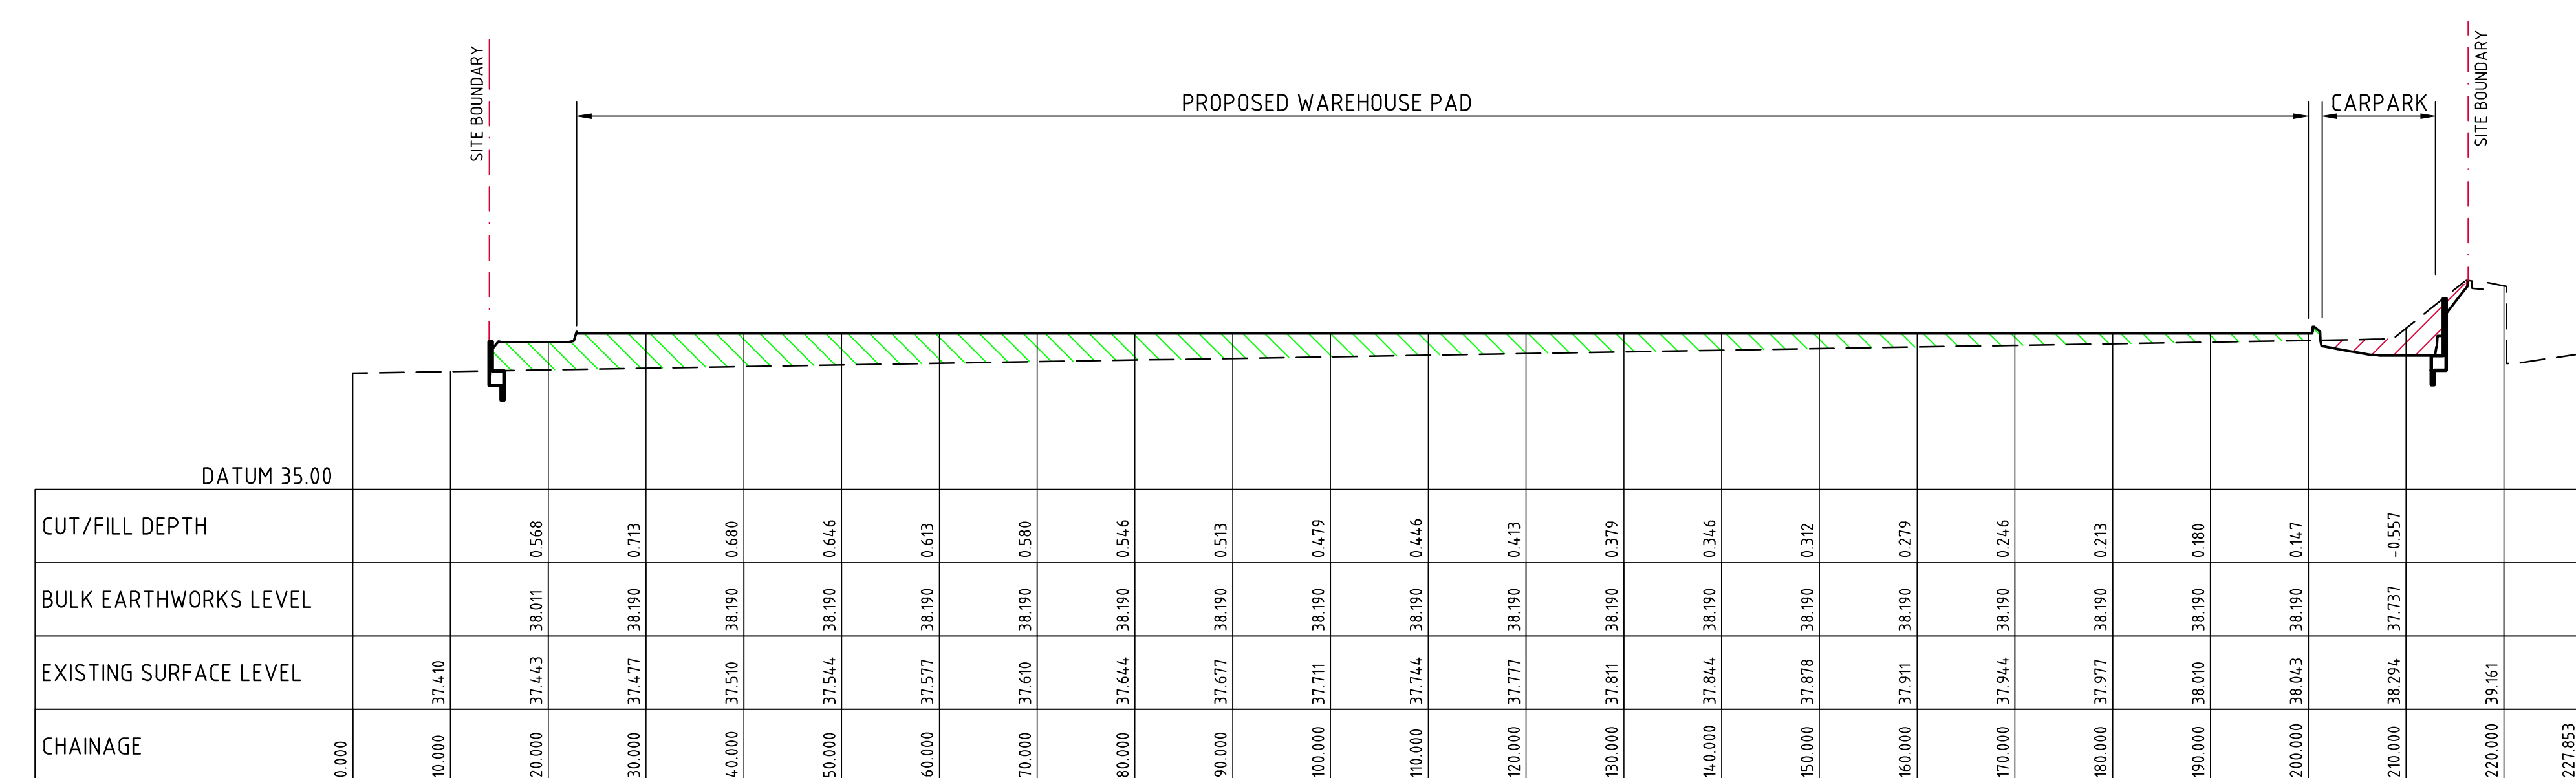 SITE BOUNDARY
SITE BOUNDARY
PROPOSED WAREHOUSE PAD
CARPARK
DATUM 35.00
CUT/FILL DEPTH 0.568 0.713 0.680 0.646 0.613 0.580 0.546 0.513 0.479 0.446 0.413 0.379 0.346 0.312 0.279 0.246 0.213 0.180 0.147 -0.557
BULK EARTHWORKS LEVEL 38.011 38.190 38.190 38.190 38.190 38.190 38.190 38.190 38.190 38.190 38.190 38.190 38.190 38.190 38.190 38.190 38.190 38.190 38.190 37.737
EXISTING SURFACE LEVEL 37.410 37.443 37.477 37.510 37.544 37.577 37.610 37.644 37.677 37.711 37.744 37.777 37.811 37.844 37.878 37.911 37.944 37.977 38.010 38.043 38.294 39.161
CHAINAGE 0.000 10.000 20.000 30.000 40.000 50.000 60.000 70.000 80.000 90.000 100.000 110.000 120.000 130.000 140.000 150.000 160.000 170.000 180.000 190.000 200.000 210.000 220.000 227.853